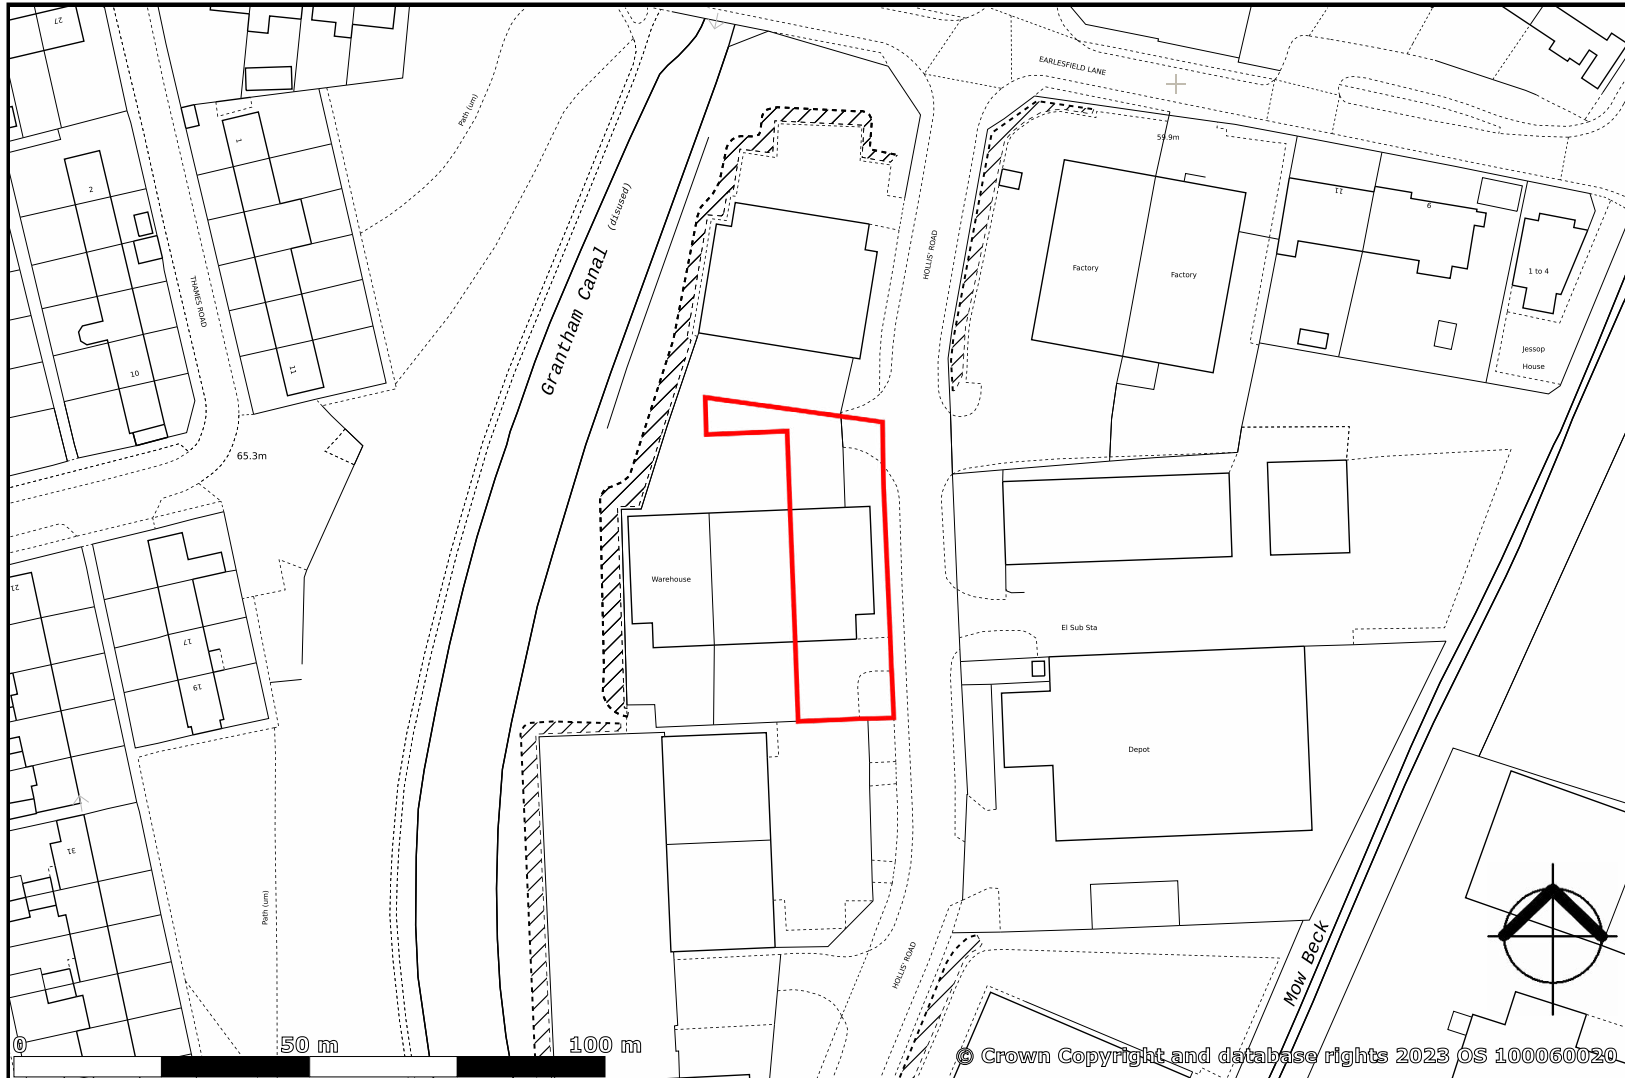 27
EARLESFIELD LANE
Path (um)
59.9m
1
2
11
9
(disused)
HOLLIS' ROAD
Factory
Factory
1 to 4
THAMES ROAD
Grantham Canal
Jessop
House
10
11
65.3m
Warehouse
21
El Sub Sta
17
19
Depot
31
Path (um)
HOLLIS' ROAD
Mow Beck
0
50 m
100 m
© Crown Copyright and database rights 2023 OS 100060020